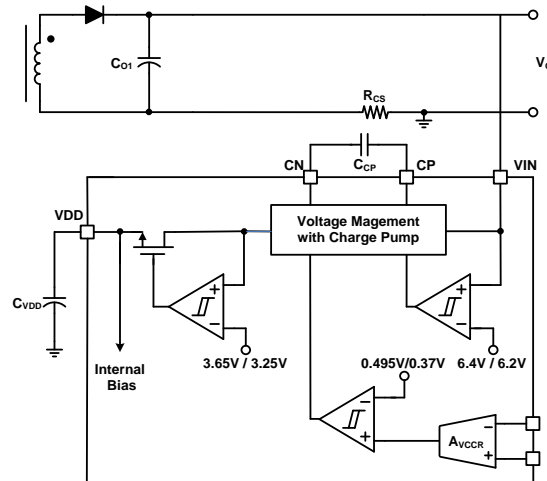 CO1
VO
RCS
CN
CCP
CP
VIN
VDD
Voltage Magement
with Charge Pump
CVDD
Internal
Bias
3.65V / 3.25V
6.4V / 6.2V
0.495V/0.37V
AVCCR